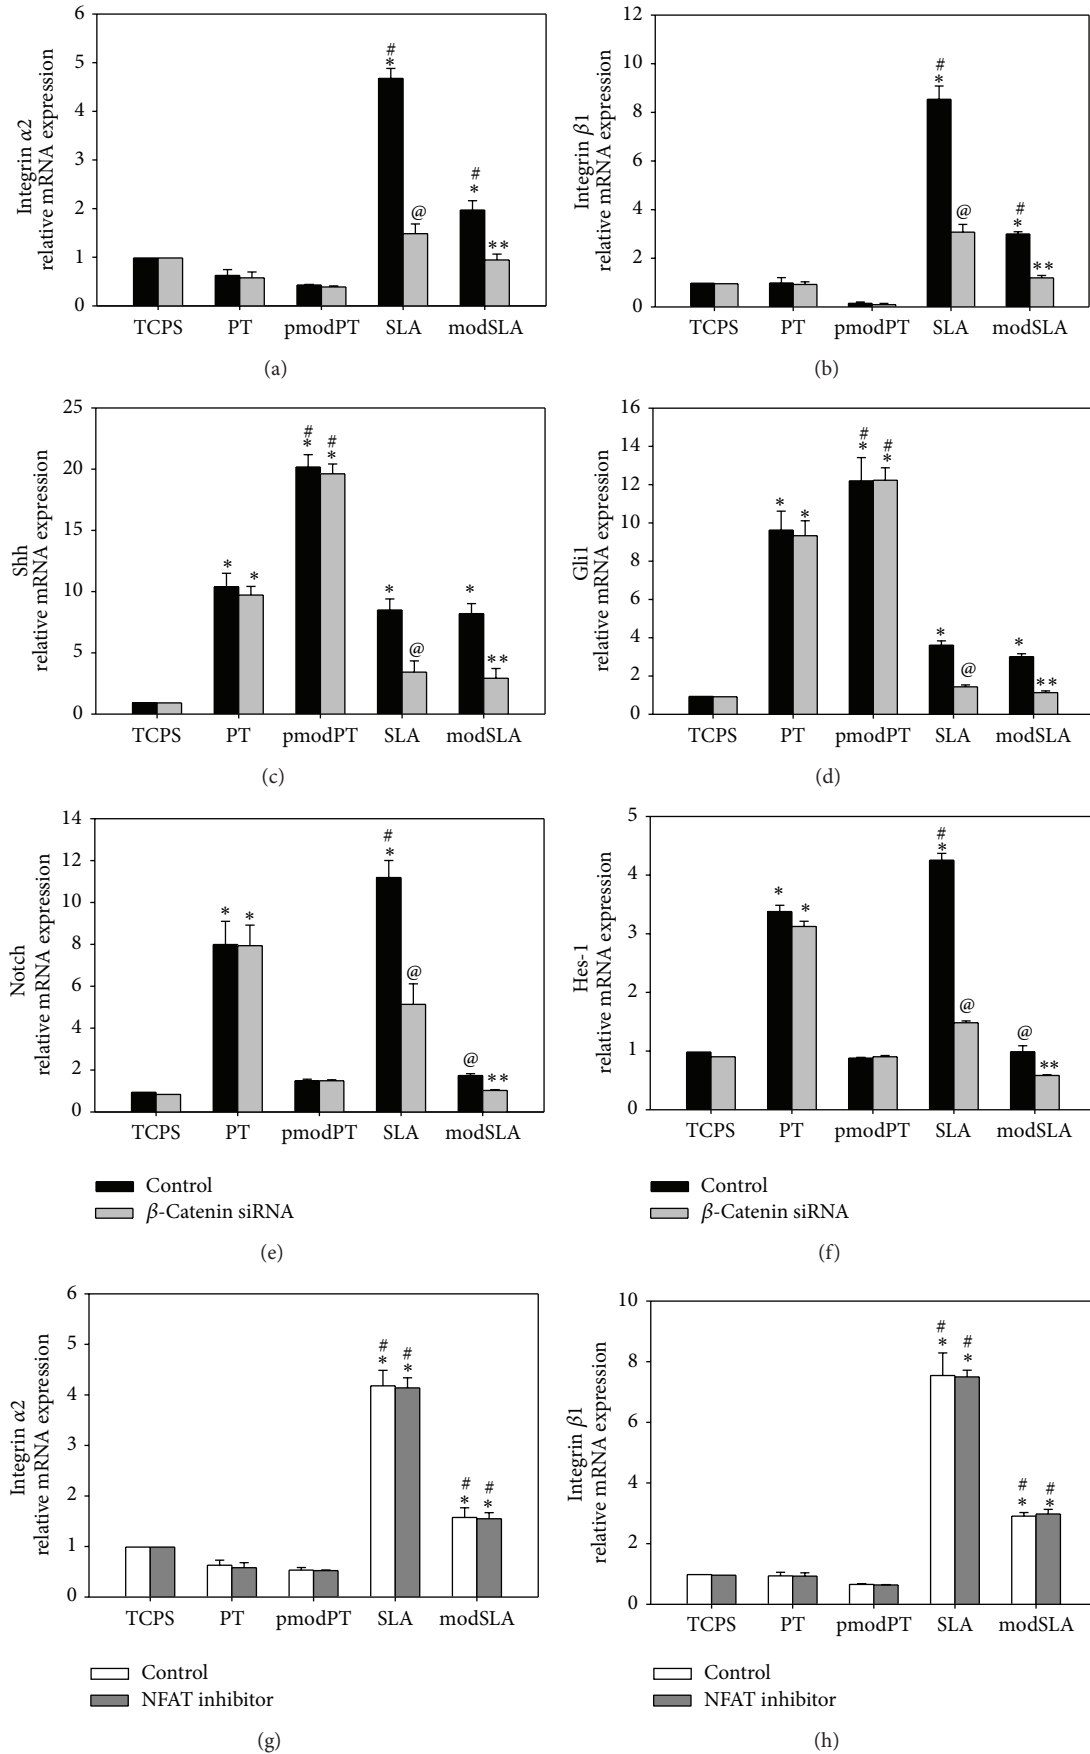 Integrin α2
relative mRNA expression
6
5
4
3
2
1
0
#
*
@
#
*
**
TCPS PT pmodPT SLA modSLA
(a)
Integrin β1
relative mRNA expression
12
10
8
6
4
2
0
#
*
@
#
*
**
TCPS PT pmodPT SLA modSLA
(b)
Shh
relative mRNA expression
25
20
15
10
5
0
* *
# #
* *
*
@
*
**
TCPS PT pmodPT SLA modSLA
(c)
Gli1
relative mRNA expression
16
14
12
10
8
6
4
2
0
* *
# #
* *
*
@
*
**
TCPS PT pmodPT SLA modSLA
(d)
Notch
relative mRNA expression
14
12
10
8
6
4
2
0
* *
#
*
@
@
**
TCPS PT pmodPT SLA modSLA
Control
β-Catenin siRNA
(e)
Hes-1
relative mRNA expression
5
4
3
2
1
0
* *
#
*
@
@
**
TCPS PT pmodPT SLA modSLA
Control
β-Catenin siRNA
(f)
Integrin α2
relative mRNA expression
6
5
4
3
2
1
0
# #
* *
# #
* *
TCPS PT pmodPT SLA modSLA
Control
NFAT inhibitor
(g)
Integrin β1
relative mRNA expression
10
8
6
4
2
0
# #
* *
# #
* *
TCPS PT pmodPT SLA modSLA
Control
NFAT inhibitor
(h)